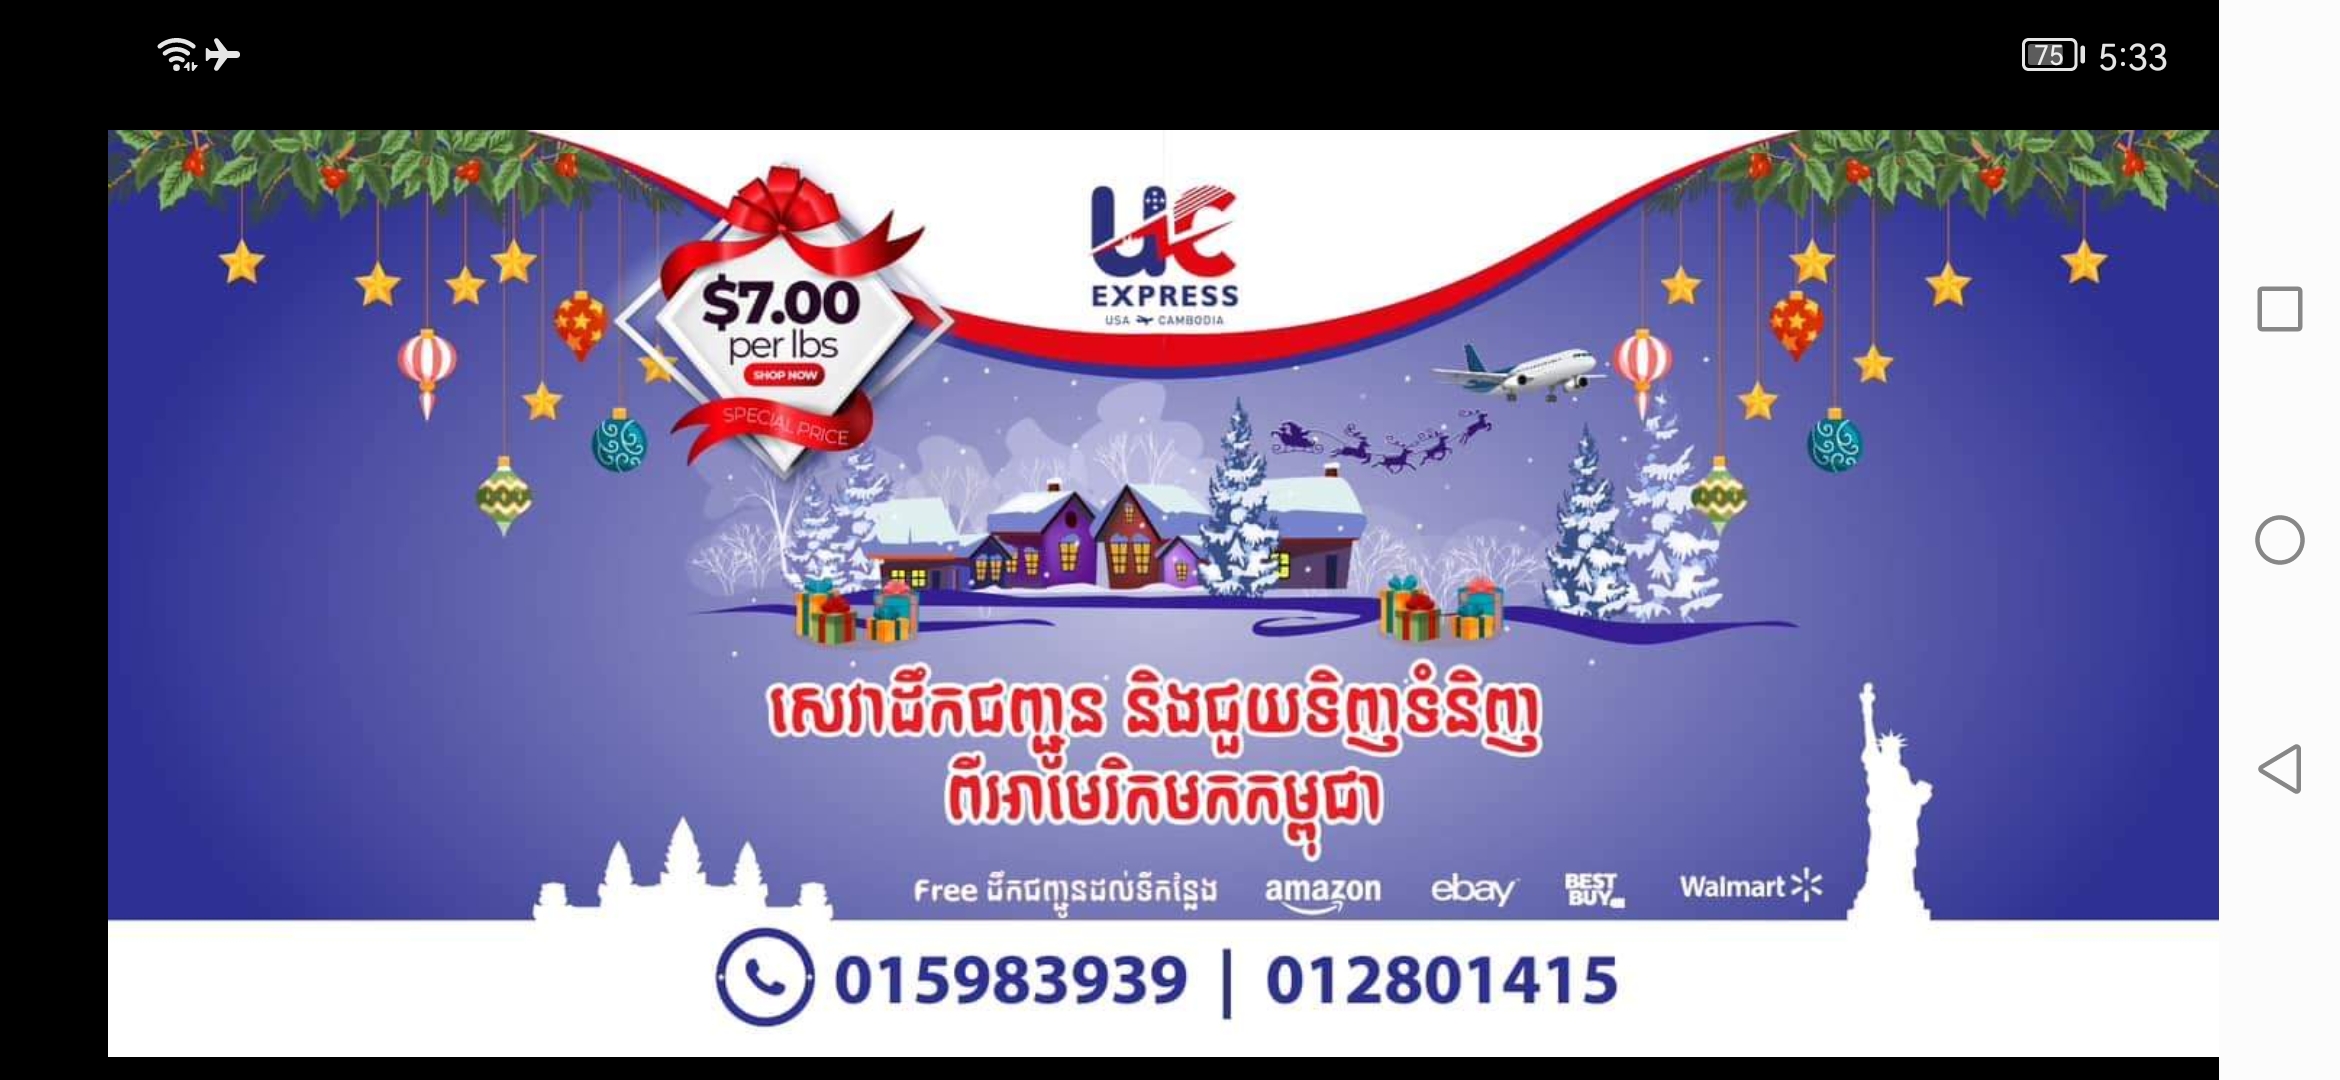 75 5:33
UC
EXPRESS
USA CAMBODIA
$7.00
per lbs
SHOP NOW
SPECIAL PRICE
សេវាដឹកជញ្ជូន និងជួយទិញទំនិញ
ពីអាមេរិកមកកម្ពុជា
Free ដឹកជញ្ជូនដល់ទីកន្លែង amazon ebay BEST BUY Walmart
015983939 | 012801415